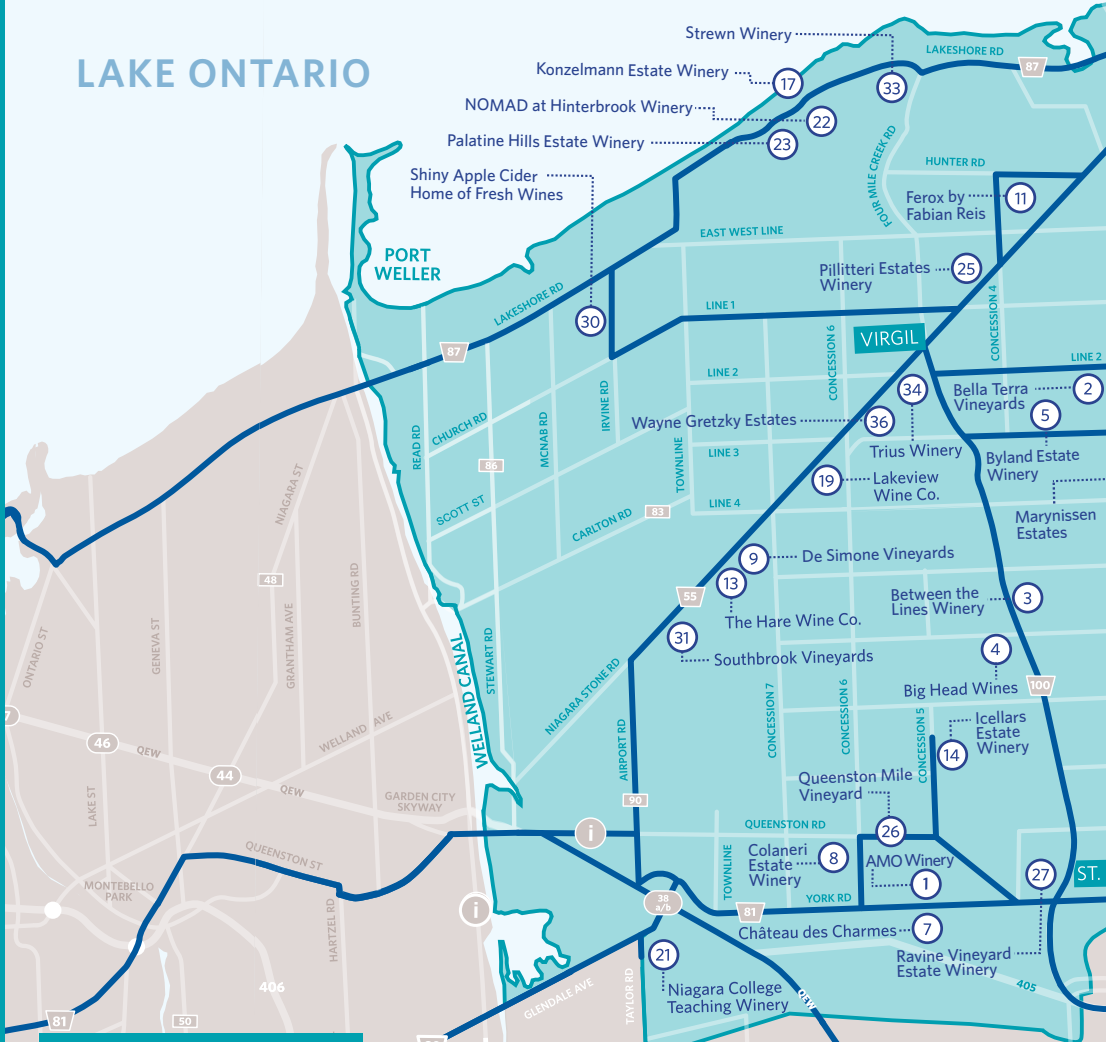 LAKE ONTARIO
Strewn Winery
Konzelmann Estate Winery
17
33
LAKESHORE RD
87
NOMAD at Hinterbrook Winery
22
Palatine Hills Estate Winery
23
Shiny Apple Cider
Home of Fresh Wines
FOUR MILE CREEK RD
HUNTER RD
Ferox by
Fabian Reis
11
EAST WEST LINE
PORT
WELLER
Pillitteri Estates
Winery
25
LAKESHORE RD
30
LINE 1
CONCESSION 4
87
VIRGIL
CONCESSION 6
LINE 2
LINE 2
34
Bella Terra
Vineyards
2
5
IRVINE RD
Wayne Gretzky Estates
36
READ RD
CHURCH RD
MCNAB RD
TOWNLINE
LINE 3
Trius Winery
Byland Estate
Winery
86
19
Lakeview
Wine Co.
NIAGARA ST
SCOTT ST
CARLTON RD
83
LINE 4
Marynissen
Estates
9
De Simone Vineyards
48
13
55
The Hare Wine Co.
Between the
Lines Winery
3
BUNTING RD
GRANTHAM AVE
GENEVA ST
ONTARIO ST
31
Southbrook Vineyards
4
Big Head Wines
100
WELLAND CANAL
STEWART RD
NIAGARA STONE RD
CONCESSION 7
CONCESSION 6
CONCESSION 5
Icellars
Estate
Winery
14
7
46
QEW
WELLAND AVE
AIRPORT RD
44
QEW
Queenston Mile
Vineyard
LAKE ST
GARDEN CITY
SKYWAY
90
i
QUEENSTON RD
26
QUEENSTON ST
TOWNLINE
Colaneri
Estate
Winery
8
AMO Winery
1
27
ST.
MONTEBELLO
PARK
38
a/b
81
YORK RD
i
HARTZEL RD
Château des Charmes
7
21
Ravine Vineyard
Estate Winery
406
GLENDALE AVE
TAYLOR RD
Niagara College
Teaching Winery
QEW
405
81
50